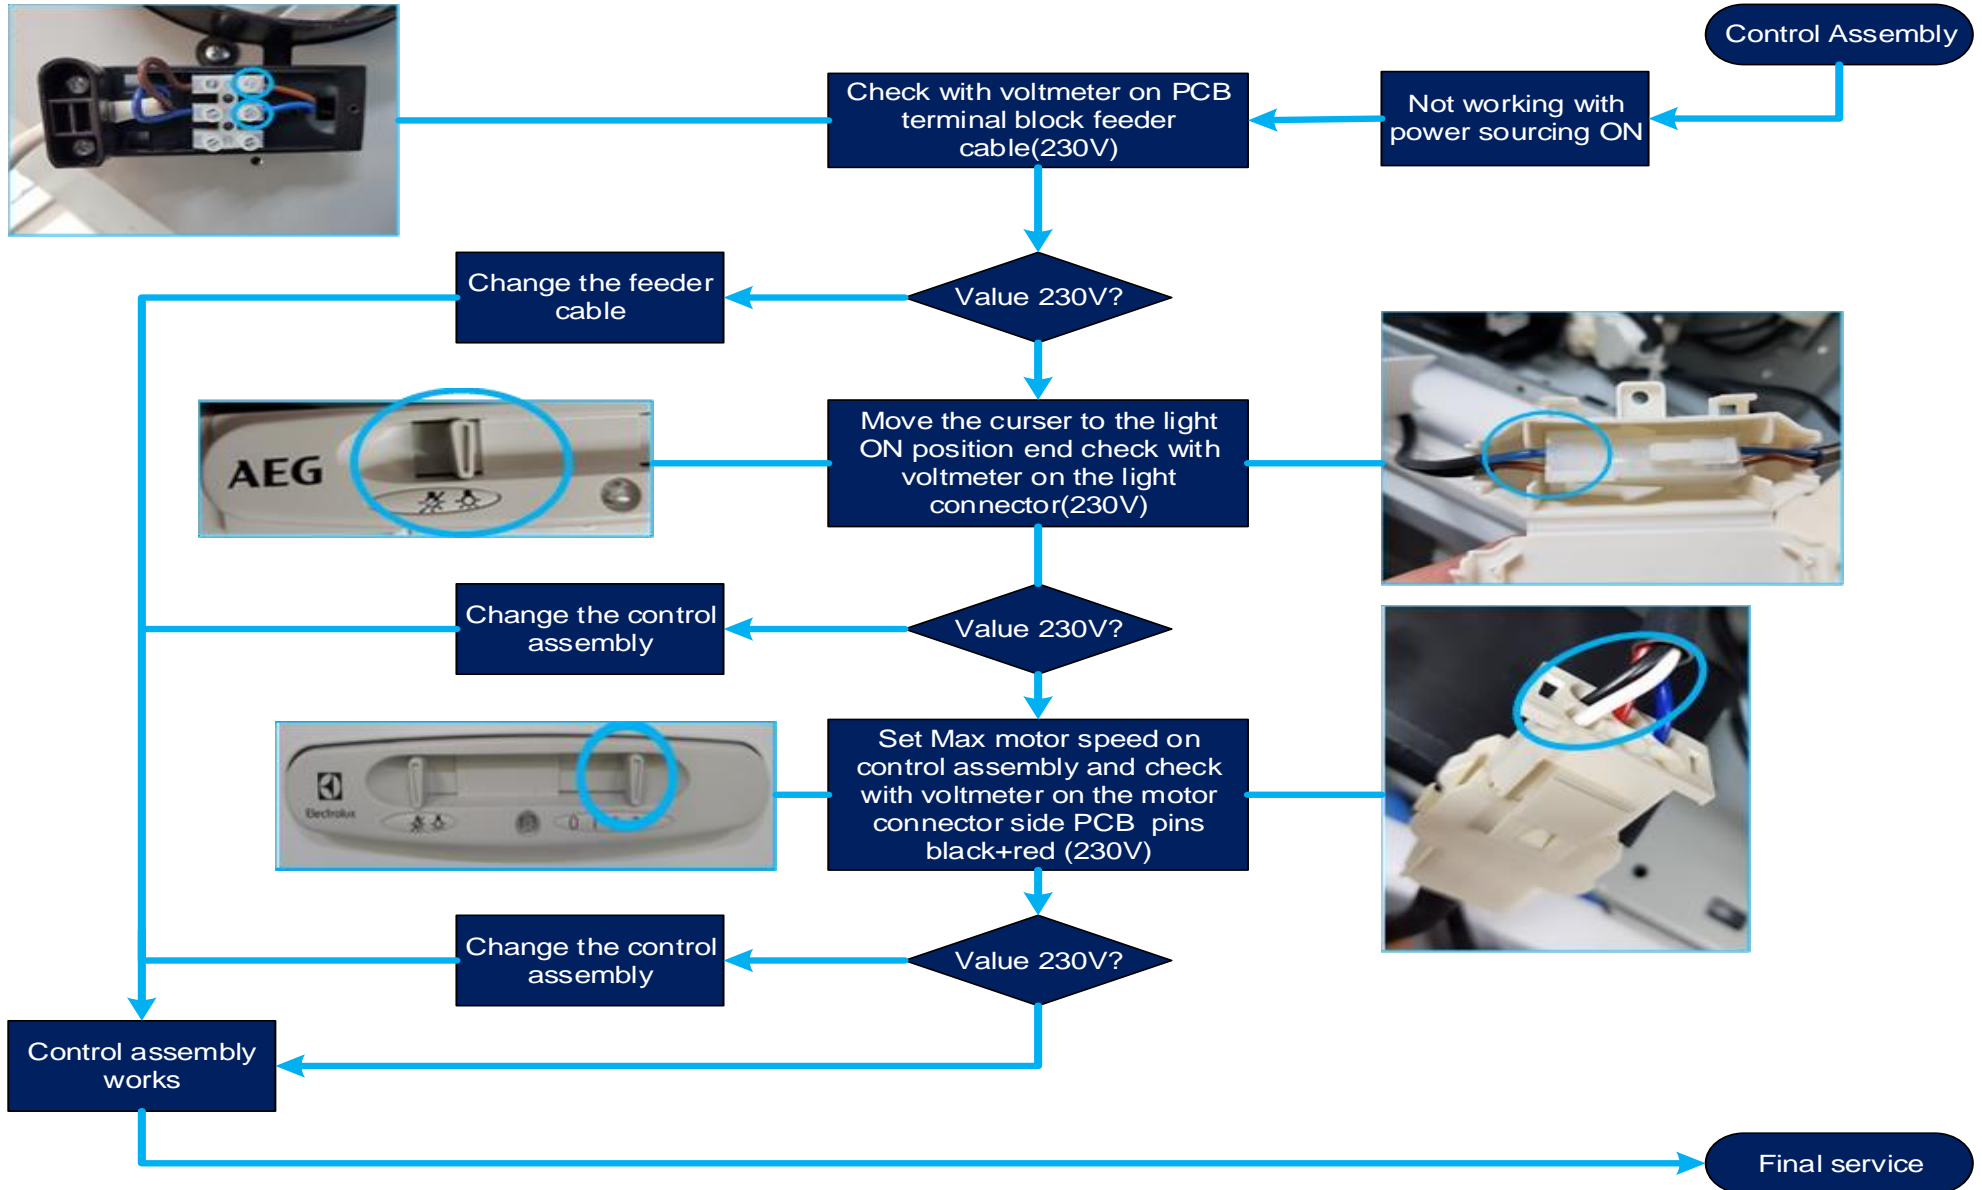 Control Assembly
Not working with
power sourcing ON
Check with voltmeter on PCB
terminal block feeder
cable(230V)
Value 230V?
Change the feeder
cable
Move the curser to the light
ON position end check with
voltmeter on the light
connector(230V)
AEG
Value 230V?
Change the control
assembly
Set Max motor speed on
control assembly and check
with voltmeter on the motor
connector side PCB  pins
black+red (230V)
Electrolux
0 1
Value 230V?
Change the control
assembly
Control assembly
works
Final service